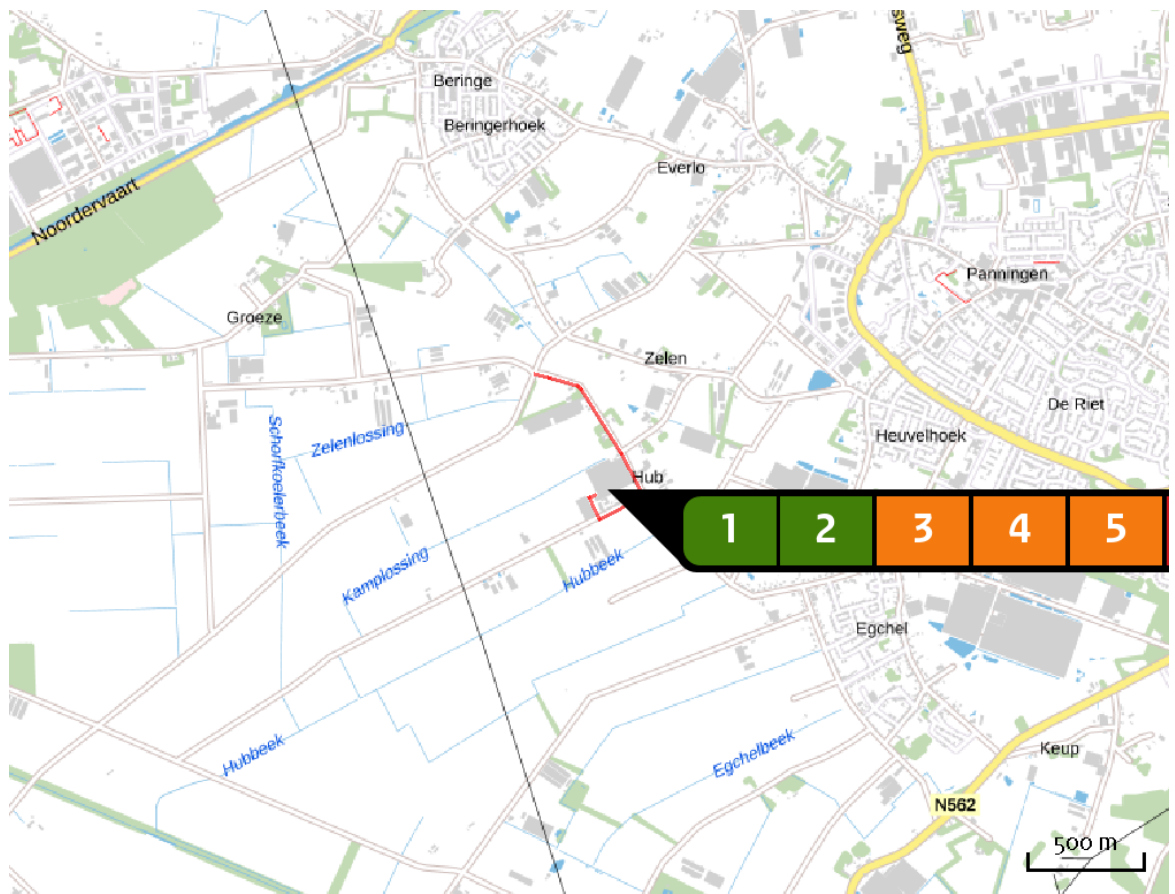 Beringe
Beringerhoek
Everlo
Noordervaart
Panningen
Groeze
Zelen
De Riet
Schorfkoelerbeek
Zelenlossing
Heuvelhoek
Hub
1 2 3 4 5
Kamplossing
Hubbeek
Egchel
Hubbeek
Egchelbeek
Keup
N562
500 m